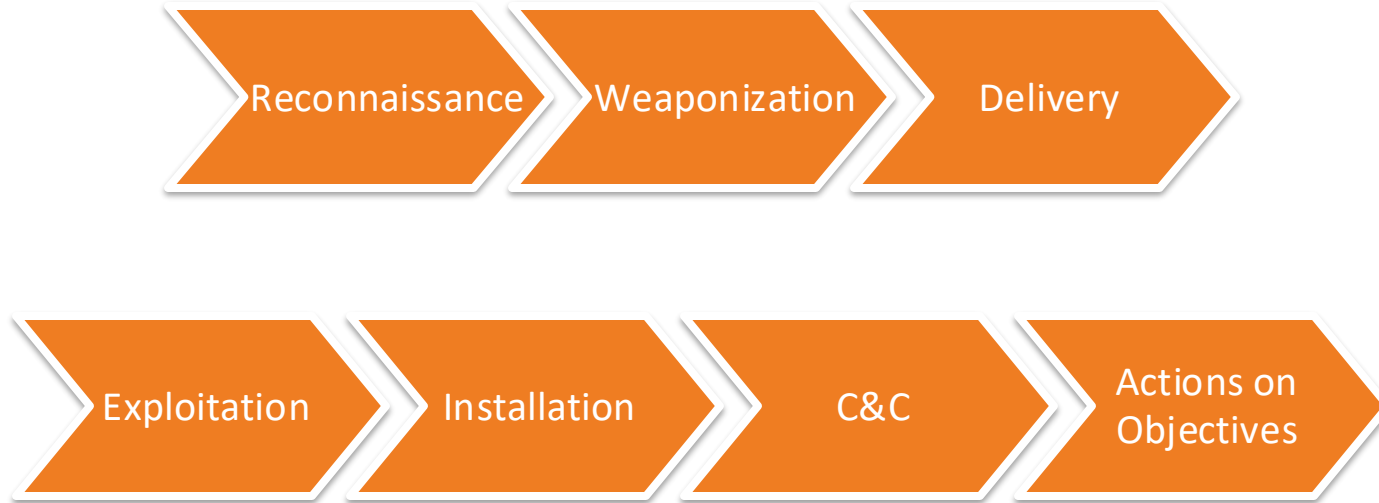 Reconnaissance
Weaponization
Delivery
Exploitation
Installation
C&C
Actions on
Objectives